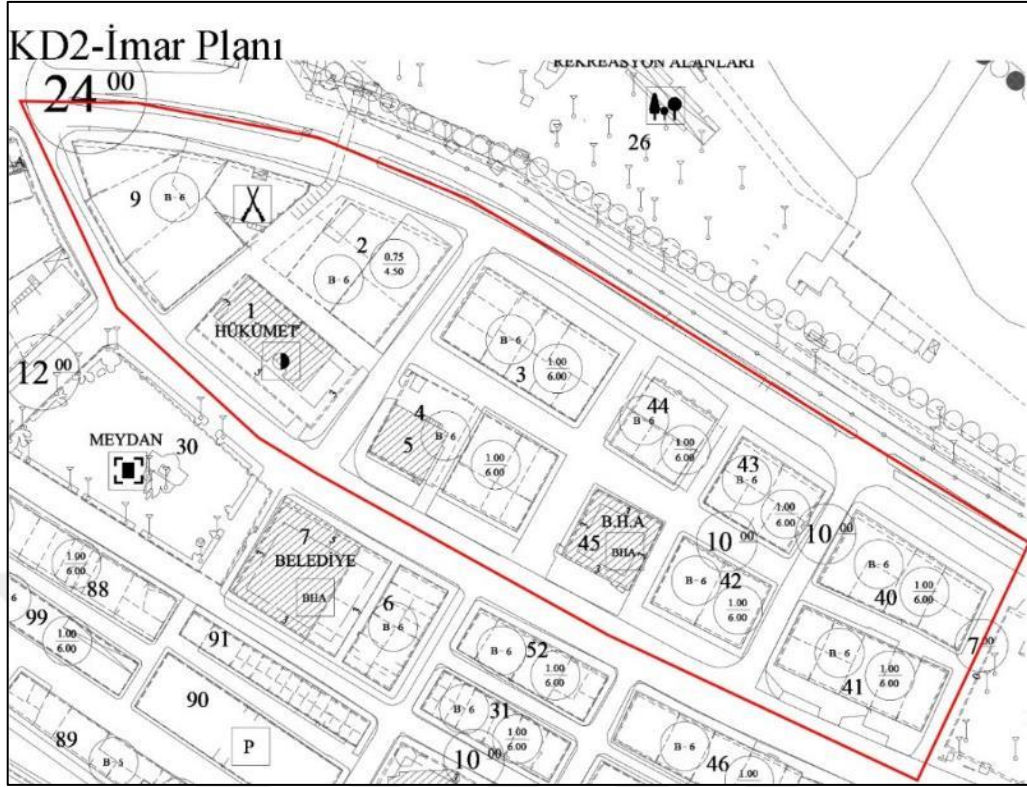 KD2-İmar Planı
24 00
REKREASYON ALANLARI
26
9
B-6
2
0.75
4.50
B-6
1
HÜKÜMET
3
B-6
1.00
6.00
12 00
MEYDAN
30
4
5
B-6
1.00
6.00
44
B-6
1.00
6.00
43
B-6
1.00
6.00
B.H.A
45
BHA
10 00
10 00
42
B-6
1.00
6.00
B-6
1.00
6.00
40
7 00
B-6
1.00
6.00
41
7
BELEDİYE
BHA
6
B-6
1.00
6.00
88
99
1.00
6.00
91
90
P
89
B-5
52
B-6
1.00
6.00
31
B-6
1.00
6.00
10 00
B-6
46
1.00